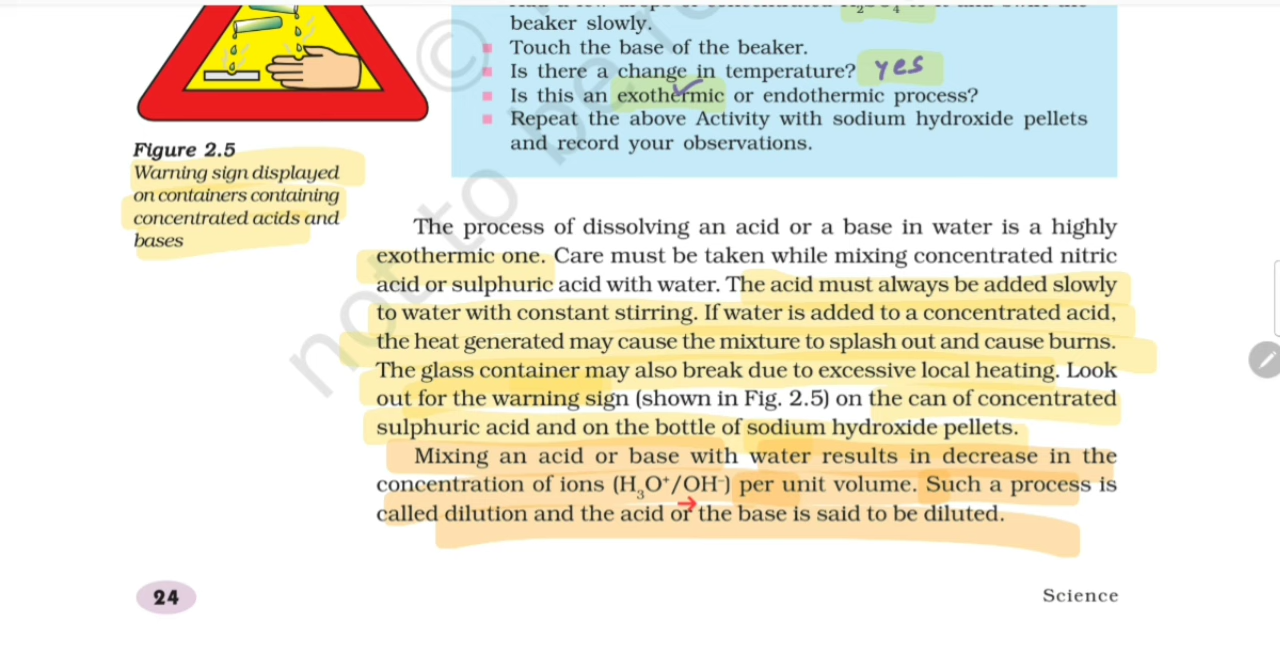 beaker slowly.
Touch the base of the beaker.
Is there a change in temperature? yes
Is this an exothermic or endothermic process?
Repeat the above Activity with sodium hydroxide pellets
and record your observations.
Figure 2.5
Warning sign displayed
on containers containing
concentrated acids and
bases
The process of dissolving an acid or a base in water is a highly
exothermic one. Care must be taken while mixing concentrated nitric
acid or sulphuric acid with water. The acid must always be added slowly
to water with constant stirring. If water is added to a concentrated acid,
the heat generated may cause the mixture to splash out and cause burns.
The glass container may also break due to excessive local heating. Look
out for the warning sign (shown in Fig. 2.5) on the can of concentrated
sulphuric acid and on the bottle of sodium hydroxide pellets.
Mixing an acid or base with water results in decrease in the
concentration of ions (H₃O⁺/OH⁻) per unit volume. Such a process is
called dilution and the acid or the base is said to be diluted.
© not to be r
24
Science